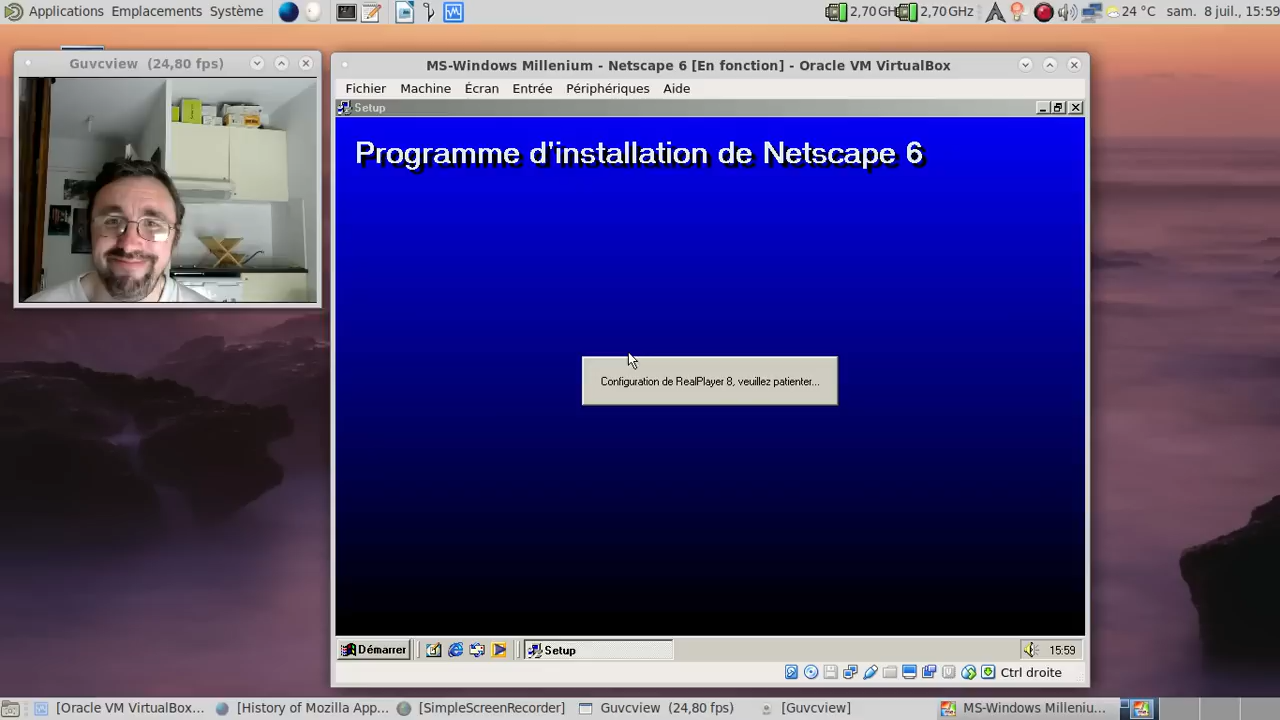 Applications Emplacements Système
2,70 GH
2,70 GHz
24 °C
sam. 8 juil., 15:59
Guvcview (24,80 fps)
MS-Windows Millenium - Netscape 6 [En fonction] - Oracle VM VirtualBox
Fichier Machine Écran Entrée Périphériques Aide
Setup
Programme d'installation de Netscape 6
Configuration de RealPlayer 8, veuillez patienter...
Démarrer
Setup
15:59
Ctrl droite
[Oracle VM VirtualBox...
[History of Mozilla App...
[SimpleScreenRecorder]
Guvcview (24,80 fps)
[Guvcview]
MS-Windows Milleniu...